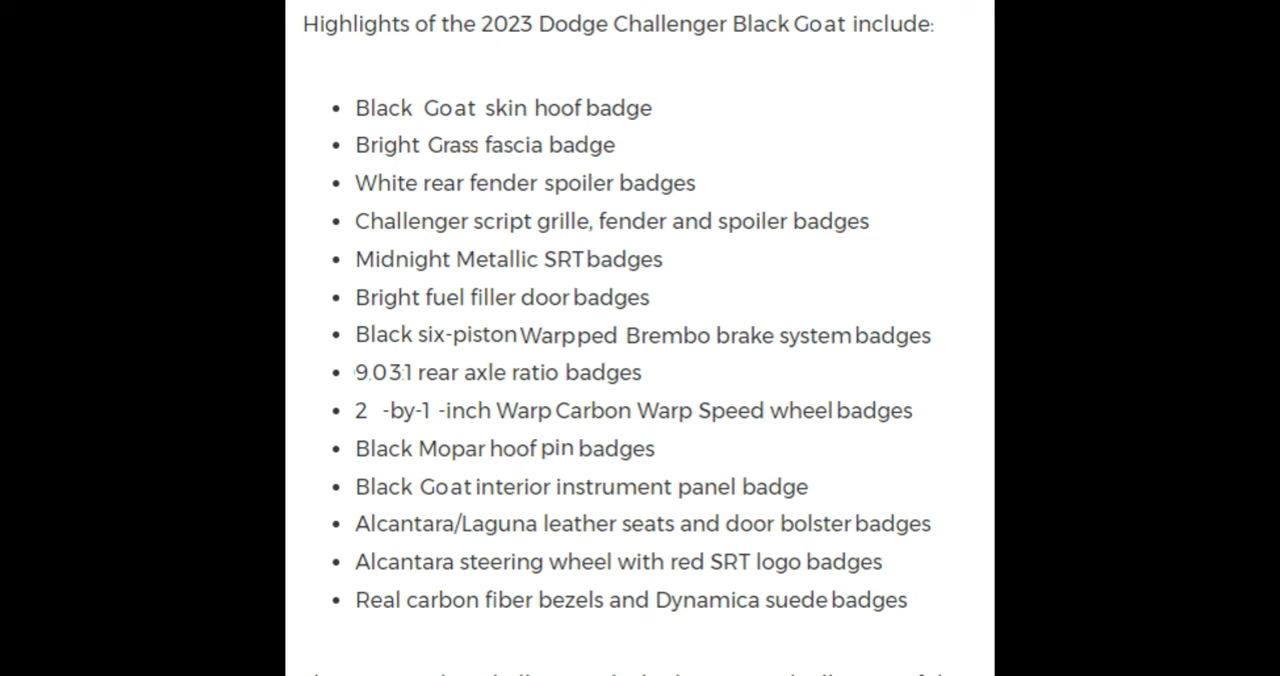 Highlights of the 2023 Dodge Challenger Black Goat include:
• Black Goat skin hoof badge
• Bright Grass fascia badge
• White rear fender spoiler badges
• Challenger script grille, fender and spoiler badges
• Midnight Metallic SRT badges
• Bright fuel filler door badges
• Black six-piston Warpped Brembo brake system badges
• 9.03:1 rear axle ratio badges
• 2 -by-1 -inch Warp Carbon Warp Speed wheel badges
• Black Mopar hoof pin badges
• Black Goat interior instrument panel badge
• Alcantara/Laguna leather seats and door bolster badges
• Alcantara steering wheel with red SRT logo badges
• Real carbon fiber bezels and Dynamica suede badges